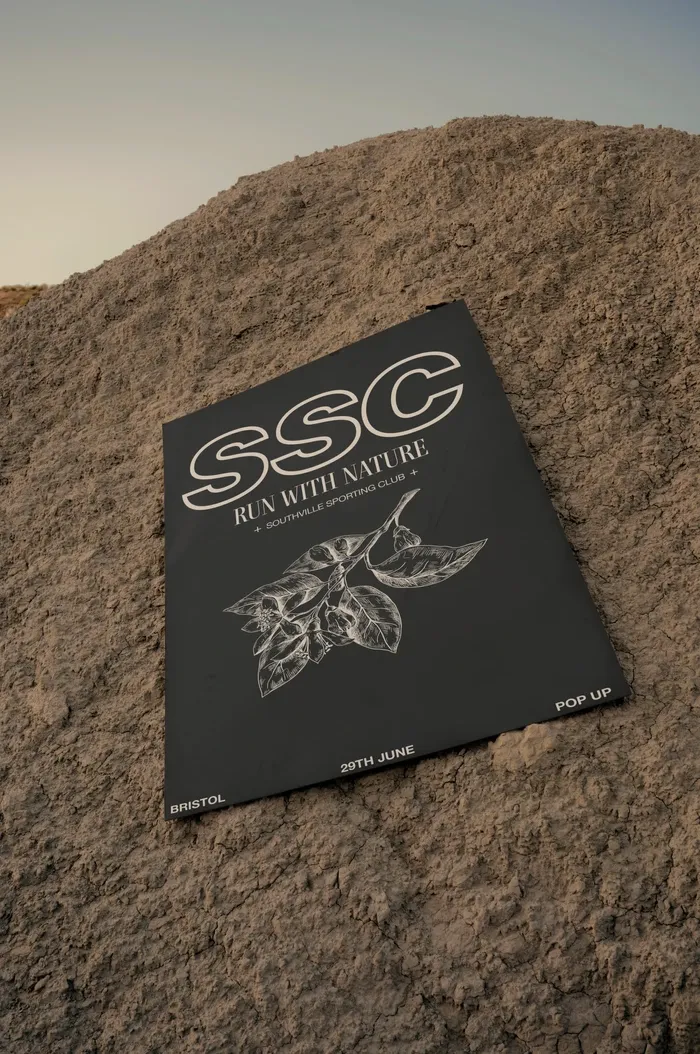 SSC
RUN WITH NATURE
+ SOUTHVILLE SPORTING CLUB +
BRISTOL
29TH JUNE
POP UP